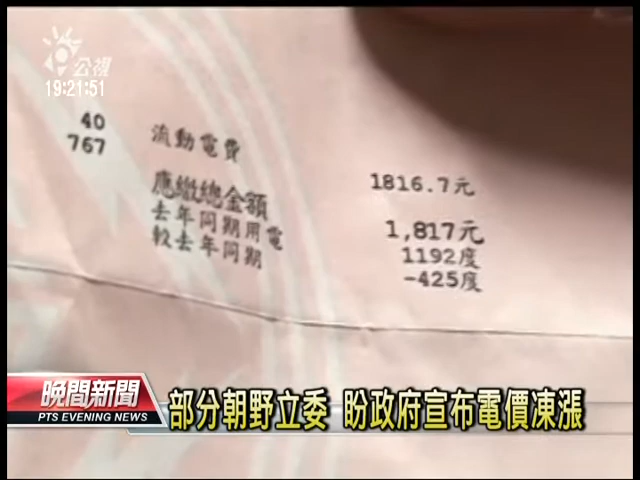 公視
19:21:51
40
767
流動電費
1816.7元
應繳總金額
1,817元
去年同期用電
1192度
較去年同期
-425度
晚間新聞
PTS EVENING NEWS
部分朝野立委 盼政府宣布電價凍漲